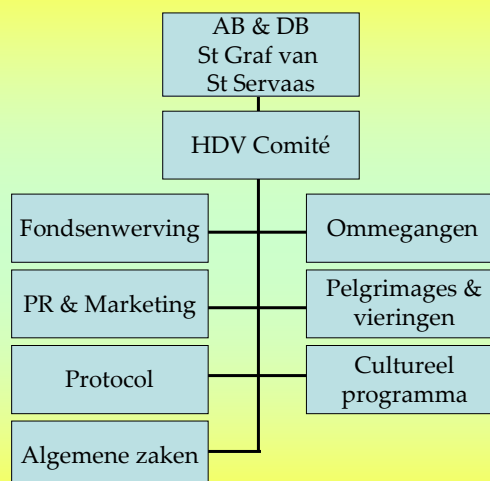 AB & DB
St Graf van
St Servaas
HDV Comité
Fondsenwerving
Ommegangen
PR & Marketing
Pelgrimages &
vieringen
Protocol
Cultureel
programma
Algemene zaken